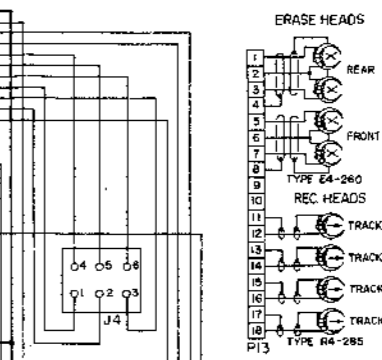 ERASE HEADS
1
2
REAR
3
4
5
6
FRONT
7
8
TYPE E4-260
9
10
REC. HEADS
11
TRACK
12
13
TRACK
14
15
TRACK
16
17
TRACK
18
P13
TYPE R4-285
4 5 6
1 2 3
J4